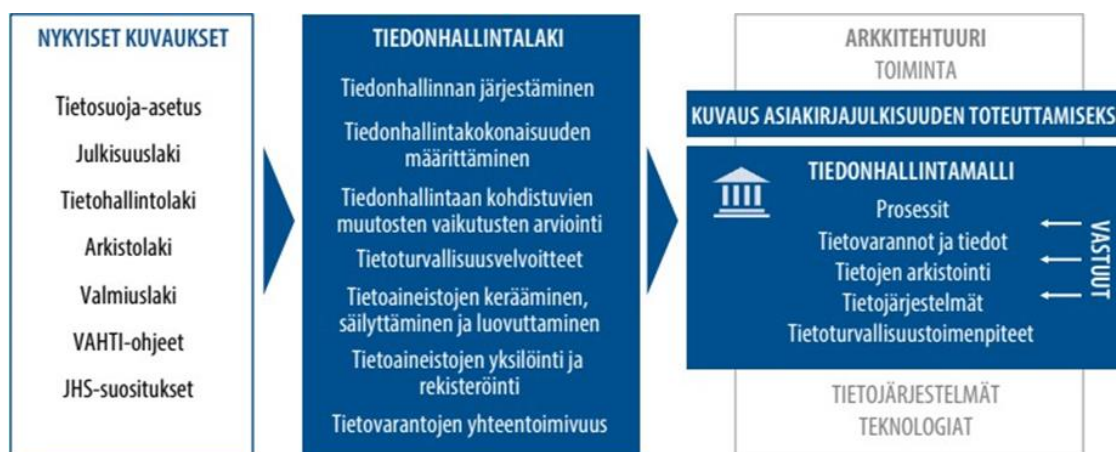 NYKYISET KUVAUKSET
Tietosuoja-asetus
Julkisuuslaki
Tietohallintolaki
Arkistolaki
Valmiuslaki
VAHTI-ohjeet
JHS-suositukset
TIEDONHALLINTALAKI
Tiedonhallinnan järjestäminen
Tiedonhallintakokonaisuuden
määrittäminen
Tiedonhallintaan kohdistuvien
muutosten vaikutusten arviointi
Tietoturvallisuusvelvoitteet
Tietoaineistojen kerääminen,
säilyttäminen ja luovuttaminen
Tietoaineistojen yksilöinti ja
rekisteröinti
Tietovarantojen yhteentoimivuus
ARKKITEHTUURI
TOIMINTA
KUVAUS ASIAKIRJAJULKISUUDEN TOTEUTTAMISEKS
TIEDONHALLINTAMALLI
Prosessit
Tietovarannot ja tiedot
Tietojen arkistointi
Tietojärjestelmät
Tietoturvallisuustoimenpiteet
VASTUUT
TIETOJÄRJESTELMÄT
TEKNOLOGIAT